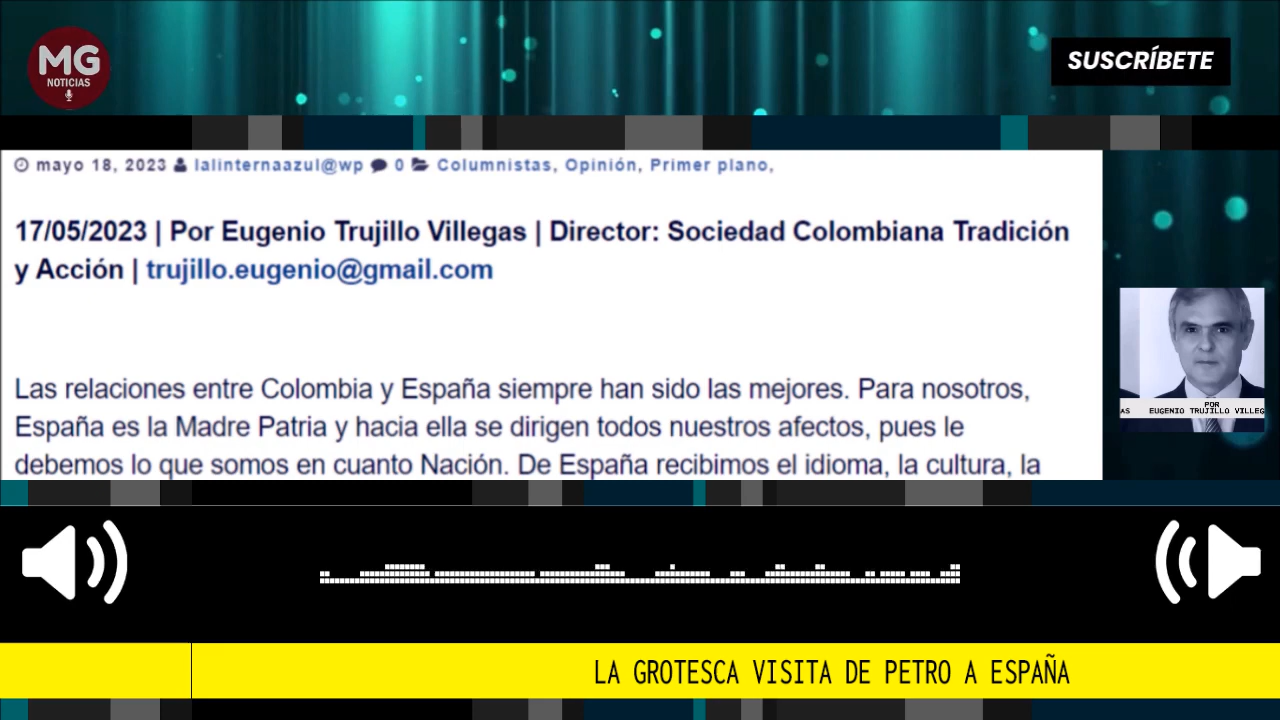 MG
NOTICIAS
SUSCRÍBETE
mayo 18, 2023 lalinternaazul@wp 0 Columnistas, Opinión, Primer plano,
17/05/2023 | Por Eugenio Trujillo Villegas | Director: Sociedad Colombiana Tradición
y Acción | trujillo.eugenio@gmail.com
Las relaciones entre Colombia y España siempre han sido las mejores. Para nosotros,
España es la Madre Patria y hacia ella se dirigen todos nuestros afectos, pues le
debemos lo que somos en cuanto Nación. De España recibimos el idioma, la cultura, la
POR
AS EUGENIO TRUJILLO VILLEG
LA GROTESCA VISITA DE PETRO A ESPAÑA